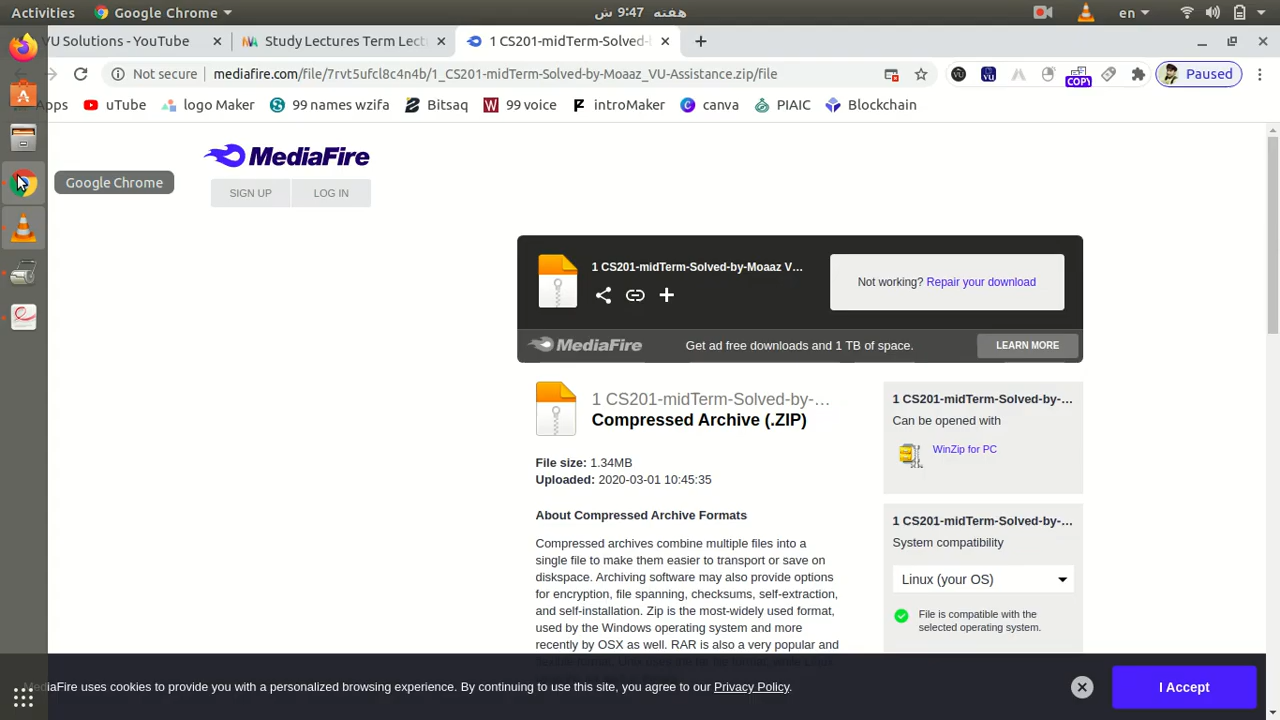 Activities Google Chrome هفته 9:47 ش en
VU Solutions - YouTube Study Lectures Term Lect 1 CS201-midTerm-Solved-b
Not secure mediafire.com/file/7rvt5ufcl8c4n4b/1_CS201-midTerm-Solved-by-Moaaz_VU-Assistance.zip/file COPY Paused
Apps uTube logo Maker 99 names wzifa Bitsaq 99 voice introMaker canva PIAIC Blockchain
MediaFire
Google Chrome
SIGN UP LOG IN
1 CS201-midTerm-Solved-by-Moaaz V...
Not working? Repair your download
MediaFire Get ad free downloads and 1 TB of space. LEARN MORE
1 CS201-midTerm-Solved-by-...
Compressed Archive (.ZIP)
File size: 1.34MB
Uploaded: 2020-03-01 10:45:35
About Compressed Archive Formats
Compressed archives combine multiple files into a
single file to make them easier to transport or save on
diskspace. Archiving software may also provide options
for encryption, file spanning, checksums, self-extraction,
and self-installation. Zip is the most-widely used format,
used by the Windows operating system and more
recently by OSX as well. RAR is also a very popular and
1 CS201-midTerm-Solved-by-...
Can be opened with
WinZip for PC
1 CS201-midTerm-Solved-by-...
System compatibility
Linux (your OS)
File is compatible with the
selected operating system.
MediaFire uses cookies to provide you with a personalized browsing experience. By continuing to use this site, you agree to our Privacy Policy.
I Accept